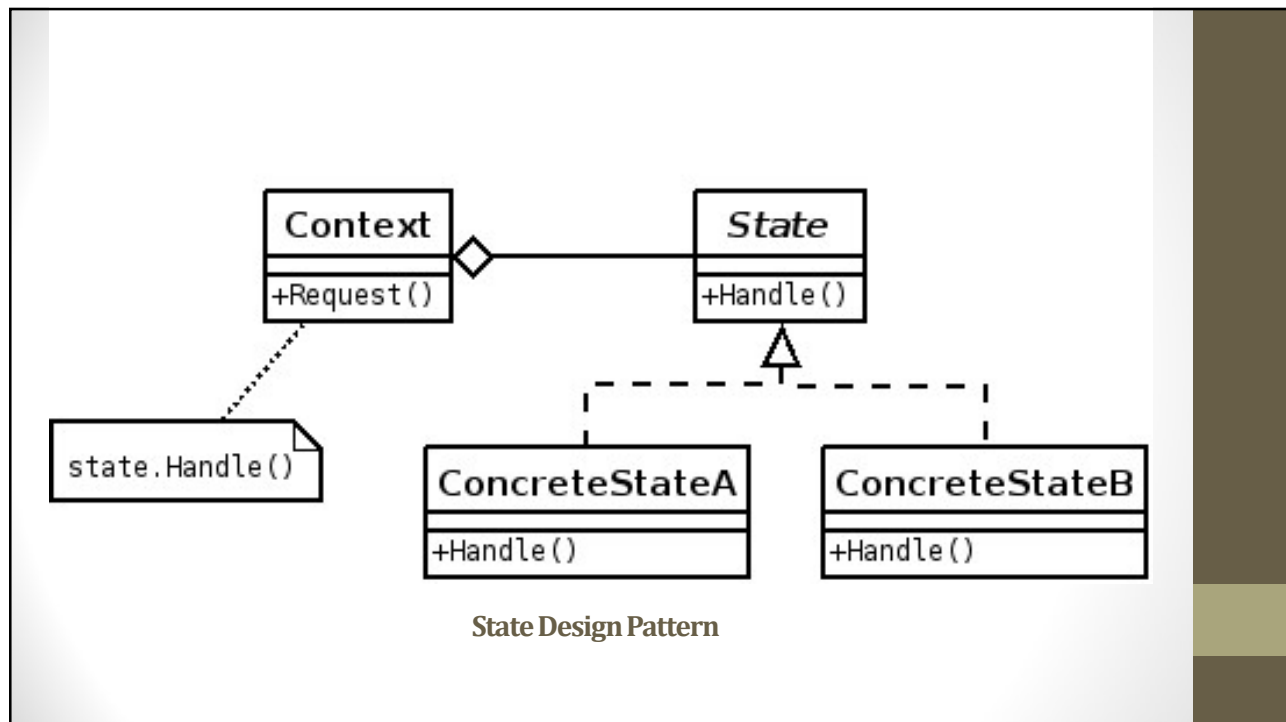 Context
+Request()
State
+Handle()
state.Handle()
ConcreteStateA
+Handle()
ConcreteStateB
+Handle()
State Design Pattern